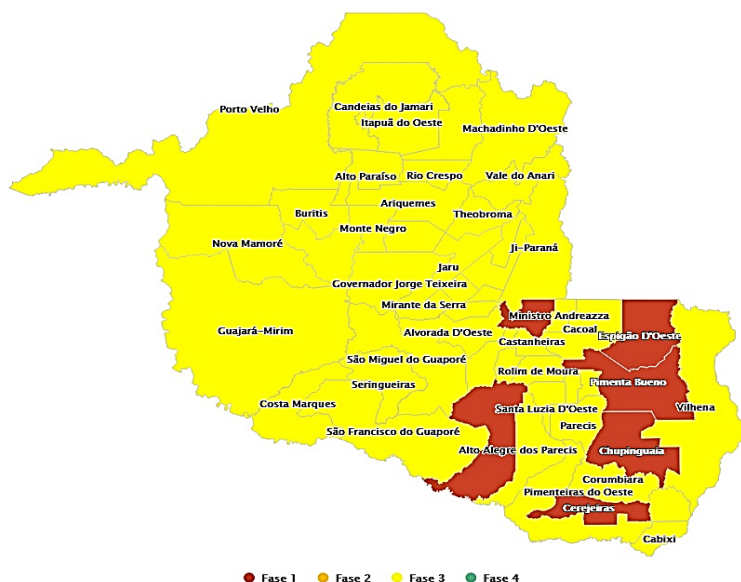 Porto Velho
Candeias do Jamari
Itapuã do Oeste
Machadinho D'Oeste
Alto Paraíso
Rio Crespo
Vale do Anari
Ariquemes
Buritis
Theobroma
Monte Negro
Nova Mamoré
Ji-Paraná
Jaru
Governador Jorge Teixeira
Mirante da Serra
Ministro Andreazza
Guajará-Mirim
Alvorada D'Oeste
Cacoal
Espigão D'Oeste
Castanheiras
São Miguel do Guaporé
Rolim de Moura
Seringueiras
Pimenta Bueno
Costa Marques
Santa Luzia D'Oeste
Vilhena
São Francisco do Guaporé
Parecis
Alto Alegre dos Parecis
Chupinguaia
Corumbiara
Pimenteiras do Oeste
Cerejeiras
Cabixi
Fase 1 Fase 2 Fase 3 Fase 4